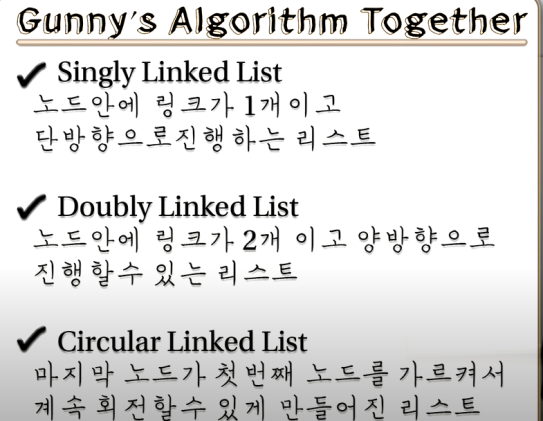 Gunny's Algorithm Together
Singly Linked List
노드안에 링크가 1개이고
단방향으로진행하는 리스트
Doubly Linked List
노드안에 링크가 2개 이고 양방향으로
진행할수 있는 리스트
Circular Linked List
마지막 노드가 첫번째 노드를 가르켜서
계속 회전할수 있게 만들어진 리스트